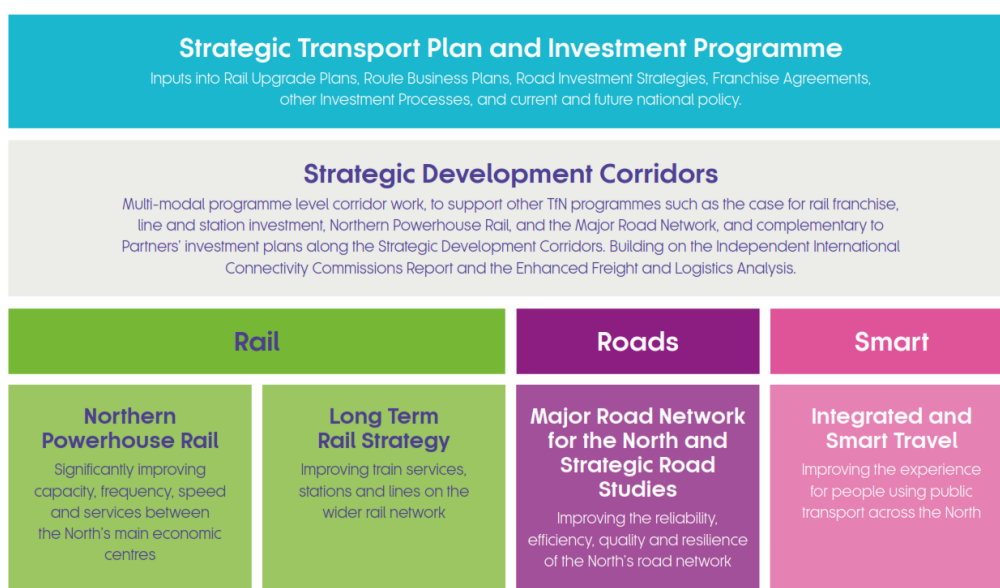 Strategic Transport Plan and Investment Programme
Inputs into Rail Upgrade Plans, Route Business Plans, Road Investment Strategies, Franchise Agreements,
other Investment Processes, and current and future national policy.
Strategic Development Corridors
Multi-modal programme level corridor work, to support other TfN programmes such as the case for rail franchise,
line and station investment, Northern Powerhouse Rail, and the Major Road Network, and complementary to
Partners' investment plans along the Strategic Development Corridors. Building on the Independent International
Connectivity Commissions Report and the Enhanced Freight and Logistics Analysis.
Rail
Northern
Powerhouse Rail
Significantly improving
capacity, frequency, speed
and services between
the North's main economic
centres
Long Term
Rail Strategy
Improving train services,
stations and lines on the
wider rail network
Roads
Major Road Network
for the North and
Strategic Road
Studies
Improving the reliability,
efficiency, quality and resilience
of the North's road network
Smart
Integrated and
Smart Travel
Improving the experience
for people using public
transport across the North